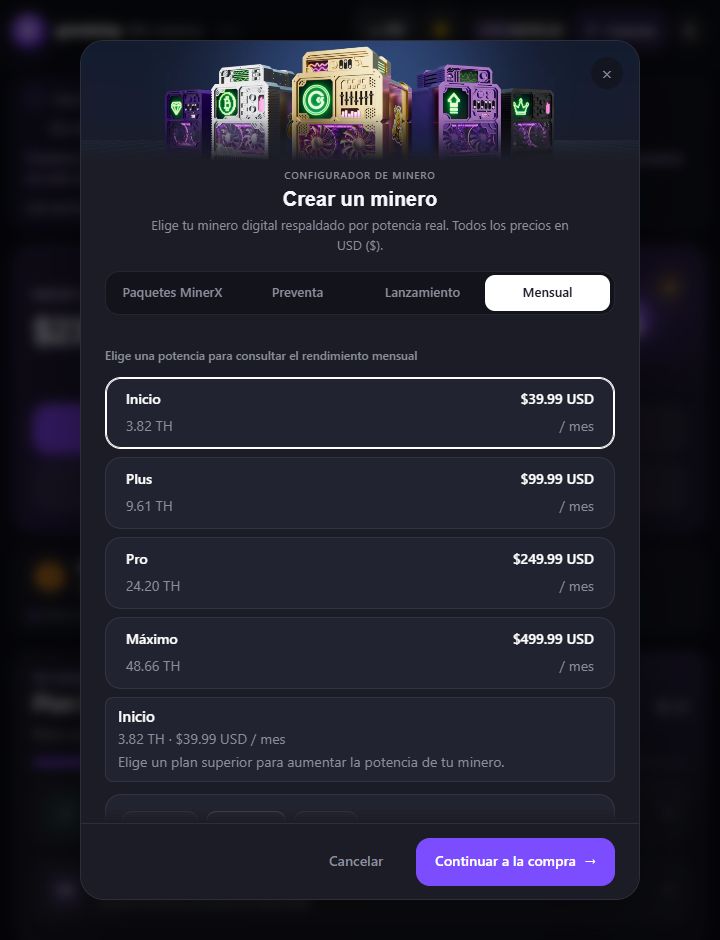 ×
CONFIGURADOR DE MINERO
Crear un minero
Elige tu minero digital respaldado por potencia real. Todos los precios en
USD ($).
Paquetes MinerX
Preventa
Lanzamiento
Mensual
Elige una potencia para consultar el rendimiento mensual
Inicio $39.99 USD
3.82 TH / mes
Plus $99.99 USD
9.61 TH / mes
Pro $249.99 USD
24.20 TH / mes
Máximo $499.99 USD
48.66 TH / mes
Inicio
3.82 TH · $39.99 USD / mes
Elige un plan superior para aumentar la potencia de tu minero.
Cancelar
Continuar a la compra →